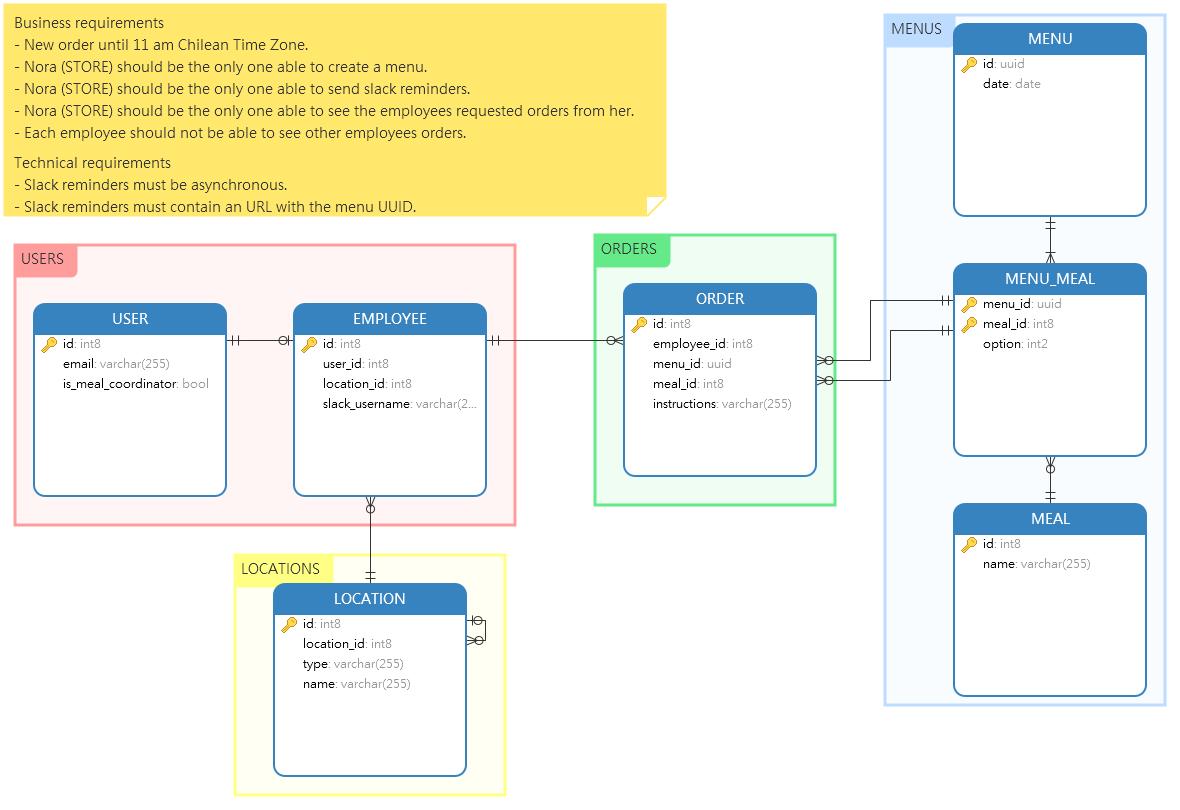 Business requirements
- New order until 11 am Chilean Time Zone.
- Nora (STORE) should be the only one able to create a menu.
- Nora (STORE) should be the only one able to send slack reminders.
- Nora (STORE) should be the only one able to see the employees requested orders from her.
- Each employee should not be able to see other employees orders.
Technical requirements
- Slack reminders must be asynchronous.
- Slack reminders must contain an URL with the menu UUID.
USERS
USER
id: int8
email: varchar(255)
is_meal_coordinator: bool
EMPLOYEE
id: int8
user_id: int8
location_id: int8
slack_username: varchar(2...
LOCATIONS
LOCATION
id: int8
location_id: int8
type: varchar(255)
name: varchar(255)
ORDERS
ORDER
id: int8
employee_id: int8
menu_id: uuid
meal_id: int8
instructions: varchar(255)
MENUS
MENU
id: uuid
date: date
MENU_MEAL
menu_id: uuid
meal_id: int8
option: int2
MEAL
id: int8
name: varchar(255)